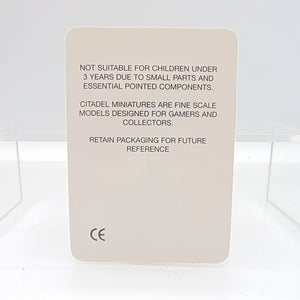 NOT SUITABLE FOR CHILDREN UNDER
3 YEARS DUE TO SMALL PARTS AND
ESSENTIAL POINTED COMPONENTS.
CITADEL MINIATURES ARE FINE SCALE
MODELS DESIGNED FOR GAMERS AND
COLLECTORS.
RETAIN PACKAGING FOR FUTURE
REFERENCE
CE